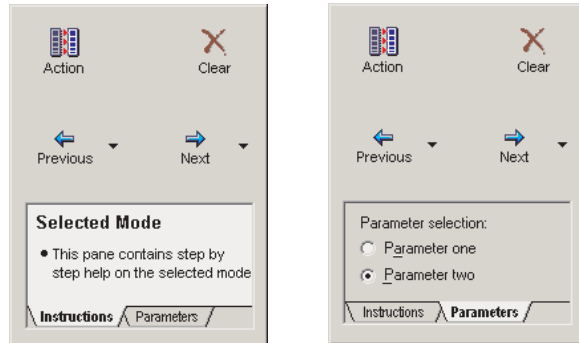 Action Clear
Previous Next
Selected Mode
• This pane contains step by
step help on the selected mode
Instructions Parameters
Action Clear
Previous Next
Parameter selection:
Parameter one
Parameter two
Instructions Parameters